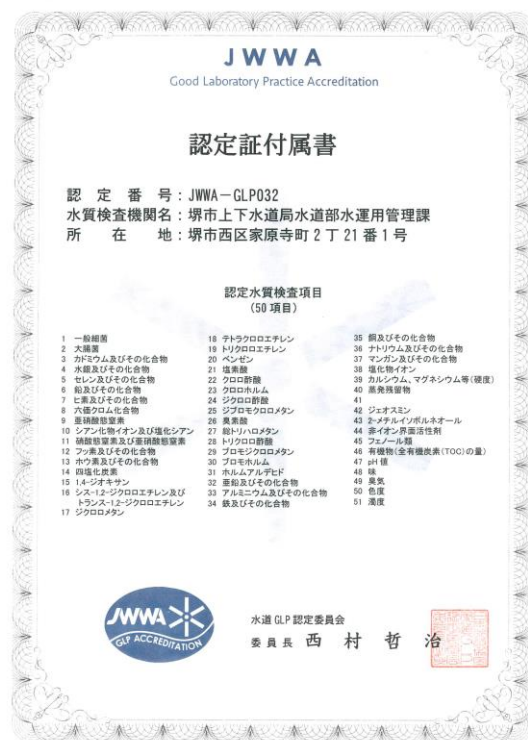 JWWA
Good Laboratory Practice Accreditation
認定証付属書
認定番号：JWWA－GLP032
水質検査機関名：堺市上下水道局水道部水運用管理課
所在地：堺市西区家原寺町２丁21番１号
認定水質検査項目
(50項目)
1 一般細菌
2 大腸菌
3 カドミウム及びその化合物
4 水銀及びその化合物
5 セレン及びその化合物
6 鉛及びその化合物
7 ヒ素及びその化合物
8 六価クロム化合物
9 亜硝酸態窒素
10 シアン化物イオン及び塩化シアン
11 硝酸態窒素及び亜硝酸態窒素
12 フッ素及びその化合物
13 ホウ素及びその化合物
14 四塩化炭素
15 1,4-ジオキサン
16 シス-1,2-ジクロロエチレン及び
トランス-1,2-ジクロロエチレン
17 ジクロロメタン
18 テトラクロロエチレン
19 トリクロロエチレン
20 ベンゼン
21 塩素酸
22 クロロ酢酸
23 クロロホルム
24 ジクロロ酢酸
25 ジブロモクロロメタン
26 臭素酸
27 総トリハロメタン
28 トリクロロ酢酸
29 ブロモジクロロメタン
30 ブロモホルム
31 ホルムアルデヒド
32 亜鉛及びその化合物
33 アルミニウム及びその化合物
34 鉄及びその化合物
35 銅及びその化合物
36 ナトリウム及びその化合物
37 マンガン及びその化合物
38 塩化物イオン
39 カルシウム、マグネシウム等(硬度)
40 蒸発残留物
41
42 ジェオスミン
43 2-メチルイソボルネオール
44 非イオン界面活性剤
45 フェノール類
46 有機物(全有機炭素(TOC)の量)
47 pH値
48 味
49 臭気
50 色度
51 濁度
JWWA
GLP ACCREDITATION
水道GLP認定委員会
委員長 西村哲治